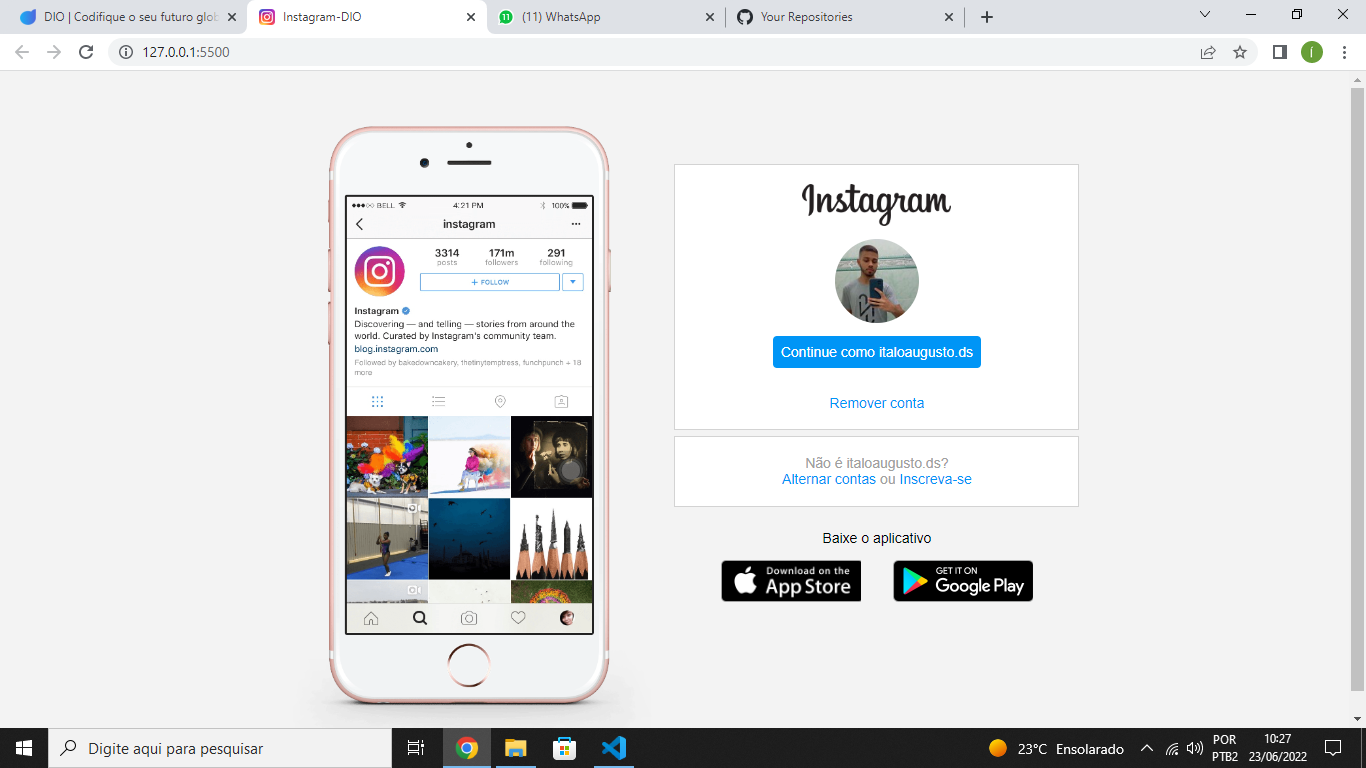 DIO | Codifique o seu futuro glob
Instagram-DIO
(11) WhatsApp
Your Repositories
127.0.0.1:5500
Í
BELL
4:21 PM
100%
instagram
3314
171m
291
posts
followers
following
+ FOLLOW
Instagram
Discovering — and telling — stories from around the
world. Curated by Instagram's community team.
blog.instagram.com
Followed by bakedowncakery, thetinytemptress, funchpunch + 18
more
Instagram
Continue como italoaugusto.ds
Remover conta
Não é italoaugusto.ds?
Alternar contas ou Inscreva-se
Baixe o aplicativo
Download on the
App Store
GET IT ON
Google Play
Digite aqui para pesquisar
23°C Ensolarado
POR
PTB2
10:27
23/06/2022